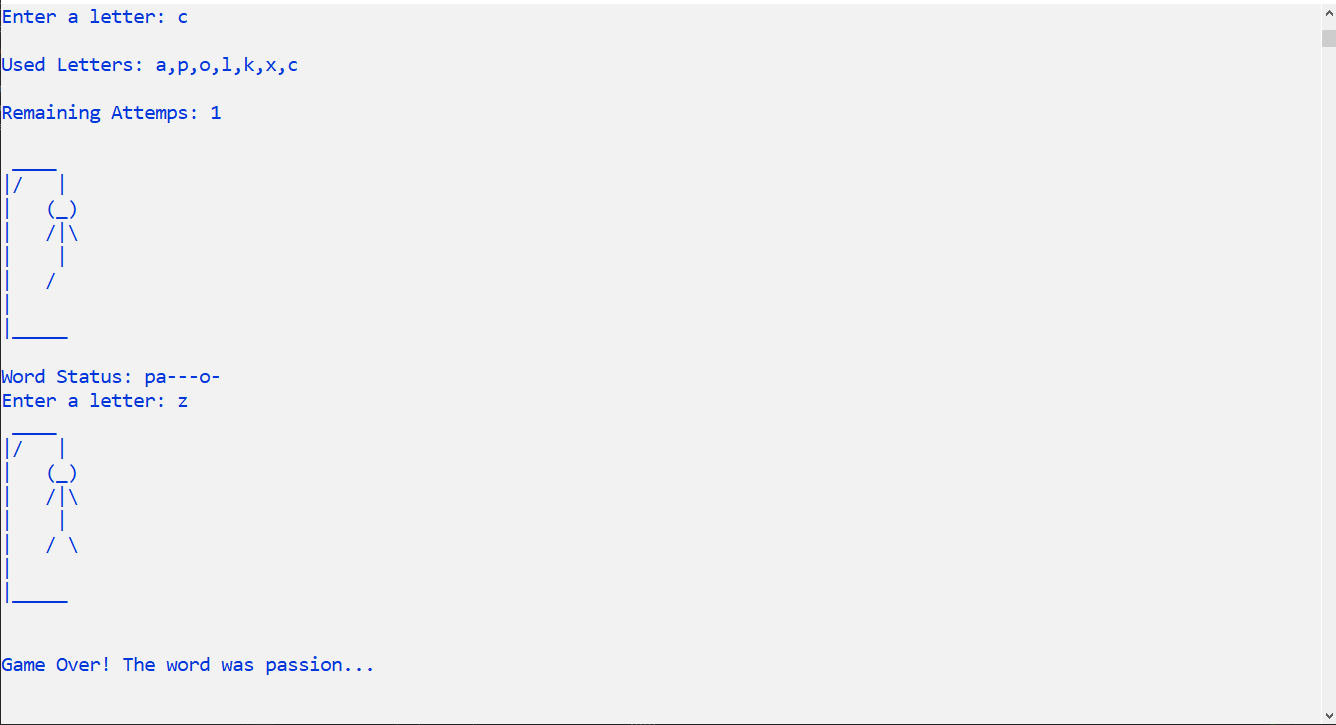 Enter a letter: c
Used Letters: a,p,o,l,k,x,c
Remaining Attemps: 1
 ____
|/   |
|   (_)
|   /|\
|    |
|   /
|
|_____
Word Status: pa---o-
Enter a letter: z
 ____
|/   |
|   (_)
|   /|\
|    |
|   / \
|
|_____
Game Over! The word was passion...